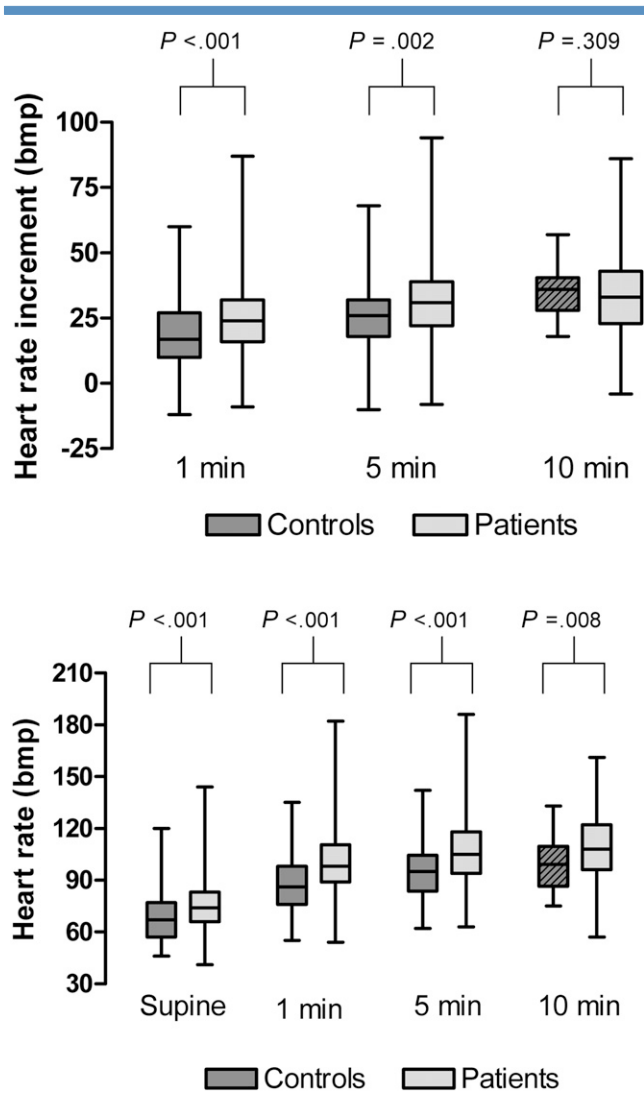 P <.001 P =.002 P =.309
Heart rate increment (bmp)
100
75
50
25
0
-25
1 min 5 min 10 min
Controls Patients
P <.001 P <.001 P <.001 P =.008
Heart rate (bmp)
210
180
150
120
90
60
30
Supine 1 min 5 min 10 min
Controls Patients